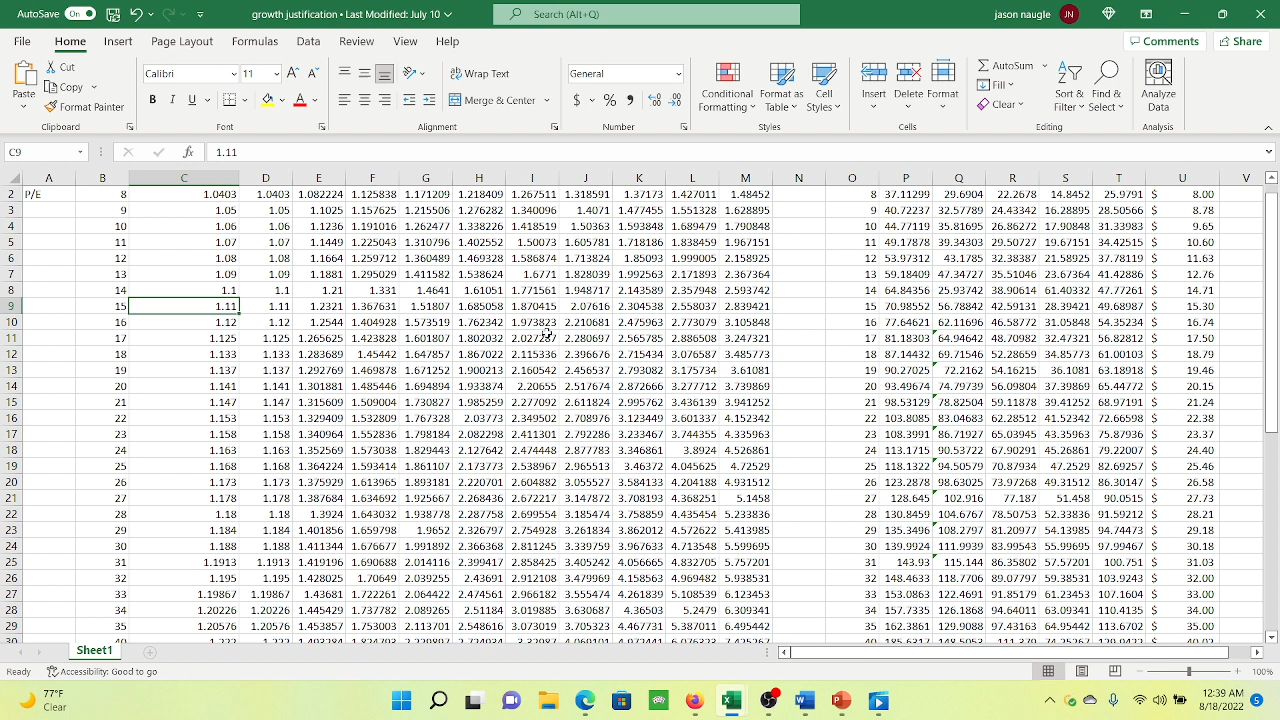 AutoSave On growth justification • Last Modified: July 10 Search (Alt+Q) jason naugle JN
File Home Insert Page Layout Formulas Data Review View Help Comments Share
Paste Cut Copy Format Painter Calibri 11 Wrap Text General Conditional Formatting Format as Table Cell Styles Insert Delete Format AutoSum Fill Clear Sort & Filter Find & Select Analyze Data
B I U Merge & Center $ % ,
Clipboard Font Alignment Number Styles Cells Editing Analysis
C9 fx 1.11
A B C D E F G H I J K L M N O P Q R S T U V
2 P/E 8 1.0403 1.0403 1.082224 1.125838 1.171209 1.218409 1.267511 1.318591 1.37173 1.427011 1.48452 8 37.11299 29.6904 22.2678 14.8452 25.9791 $ 8.00
3 9 1.05 1.05 1.1025 1.157625 1.215506 1.276282 1.340096 1.4071 1.477455 1.551328 1.628895 9 40.72237 32.57789 24.43342 16.28895 28.50566 $ 8.78
4 10 1.06 1.06 1.1236 1.191016 1.262477 1.338226 1.418519 1.50363 1.593848 1.689479 1.790848 10 44.77119 35.81695 26.86272 17.90848 31.33983 $ 9.65
5 11 1.07 1.07 1.1449 1.225043 1.310796 1.402552 1.50073 1.605781 1.718186 1.838459 1.967151 11 49.17878 39.34303 29.50727 19.67151 34.42515 $ 10.60
6 12 1.08 1.08 1.1664 1.259712 1.360489 1.469328 1.586874 1.713824 1.85093 1.999005 2.158925 12 53.97312 43.1785 32.38387 21.58925 37.78119 $ 11.63
7 13 1.09 1.09 1.1881 1.295029 1.411582 1.538624 1.6771 1.828039 1.992563 2.171893 2.367364 13 59.18409 47.34727 35.51046 23.67364 41.42886 $ 12.76
8 14 1.1 1.1 1.21 1.331 1.4641 1.61051 1.771561 1.948717 2.143589 2.357948 2.593742 14 64.84356 25.93742 38.90614 61.40332 47.77261 $ 14.71
9 15 1.11 1.11 1.2321 1.367631 1.51807 1.685058 1.870415 2.07616 2.304538 2.558037 2.839421 15 70.98552 56.78842 42.59131 28.39421 49.68987 $ 15.30
10 16 1.12 1.12 1.2544 1.404928 1.573519 1.762342 1.973823 2.210681 2.475963 2.773079 3.105848 16 77.64621 62.11696 46.58772 31.05848 54.35234 $ 16.74
11 17 1.125 1.125 1.265625 1.423828 1.601807 1.802032 2.027287 2.280697 2.565785 2.886508 3.247321 17 81.18303 64.94642 48.70982 32.47321 56.82812 $ 17.50
12 18 1.133 1.133 1.283689 1.45442 1.647857 1.867022 2.115336 2.396676 2.715434 3.076587 3.485773 18 87.14432 69.71546 52.28659 34.85773 61.00103 $ 18.79
13 19 1.137 1.137 1.292769 1.469878 1.671252 1.900213 2.160542 2.456537 2.793082 3.175734 3.61081 19 90.27025 72.2162 54.16215 36.1081 63.18918 $ 19.46
14 20 1.141 1.141 1.301881 1.485446 1.694894 1.933874 2.20655 2.517674 2.872666 3.277712 3.739869 20 93.49674 74.79739 56.09804 37.39869 65.44772 $ 20.15
15 21 1.147 1.147 1.315609 1.509004 1.730827 1.985259 2.277092 2.611824 2.995762 3.436139 3.941252 21 98.53129 78.82504 59.11878 39.41252 68.97191 $ 21.24
16 22 1.153 1.153 1.329409 1.532809 1.767328 2.03773 2.349502 2.708976 3.123449 3.601337 4.152342 22 103.8085 83.04683 62.28512 41.52342 72.66598 $ 22.38
17 23 1.158 1.158 1.340964 1.552836 1.798184 2.082298 2.411301 2.792286 3.233467 3.744355 4.335963 23 108.3991 86.71927 65.03945 43.35963 75.87936 $ 23.37
18 24 1.163 1.163 1.352569 1.573038 1.829443 2.127642 2.474448 2.877783 3.346861 3.8924 4.526861 24 113.1715 90.53722 67.90291 45.26861 79.22007 $ 24.40
19 25 1.168 1.168 1.364224 1.593414 1.861107 2.173773 2.538967 2.965513 3.46372 4.045625 4.72529 25 118.1322 94.50579 70.87934 47.2529 82.69257 $ 25.46
20 26 1.173 1.173 1.375929 1.613965 1.893181 2.220701 2.604882 3.055527 3.584133 4.204188 4.931512 26 123.2878 98.63025 73.97268 49.31512 86.30147 $ 26.58
21 27 1.178 1.178 1.387684 1.634692 1.925667 2.268436 2.672217 3.147872 3.708193 4.368251 5.1458 27 128.645 102.916 77.187 51.458 90.0515 $ 27.73
22 28 1.18 1.18 1.3924 1.643032 1.938778 2.287758 2.699554 3.185474 3.758859 4.435454 5.233836 28 130.8459 104.6767 78.50753 52.33836 91.59212 $ 28.21
23 29 1.184 1.184 1.401856 1.659798 1.9652 2.326797 2.754928 3.261834 3.862012 4.572622 5.413985 29 135.3496 108.2797 81.20977 54.13985 94.74473 $ 29.18
24 30 1.188 1.188 1.411344 1.676677 1.991892 2.366368 2.811245 3.339759 3.967633 4.713548 5.599695 30 139.9924 111.9939 83.99543 55.99695 97.99467 $ 30.18
25 31 1.1913 1.1913 1.419196 1.690688 2.014116 2.399417 2.858425 3.405242 4.056665 4.832705 5.757201 31 143.93 115.144 86.35802 57.57201 100.751 $ 31.03
26 32 1.195 1.195 1.428025 1.70649 2.039255 2.43691 2.912108 3.479969 4.158563 4.969482 5.938531 32 148.4633 118.7706 89.07797 59.38531 103.9243 $ 32.00
27 33 1.19867 1.19867 1.43681 1.722261 2.064422 2.474561 2.966182 3.555474 4.261839 5.108539 6.123453 33 153.0863 122.4691 91.85179 61.23453 107.1604 $ 33.00
28 34 1.20226 1.20226 1.445429 1.737782 2.089265 2.51184 3.019885 3.630687 4.36503 5.2479 6.309341 34 157.7335 126.1868 94.64011 63.09341 110.4135 $ 34.00
29 35 1.20576 1.20576 1.453857 1.753003 2.113701 2.548616 3.073019 3.705323 4.467731 5.387011 6.495442 35 162.3861 129.9088 97.43163 64.95442 113.6702 $ 35.00
Sheet1
Ready Accessibility: Good to go 100%
77°F
Clear
12:39 AM
8/18/2022 5